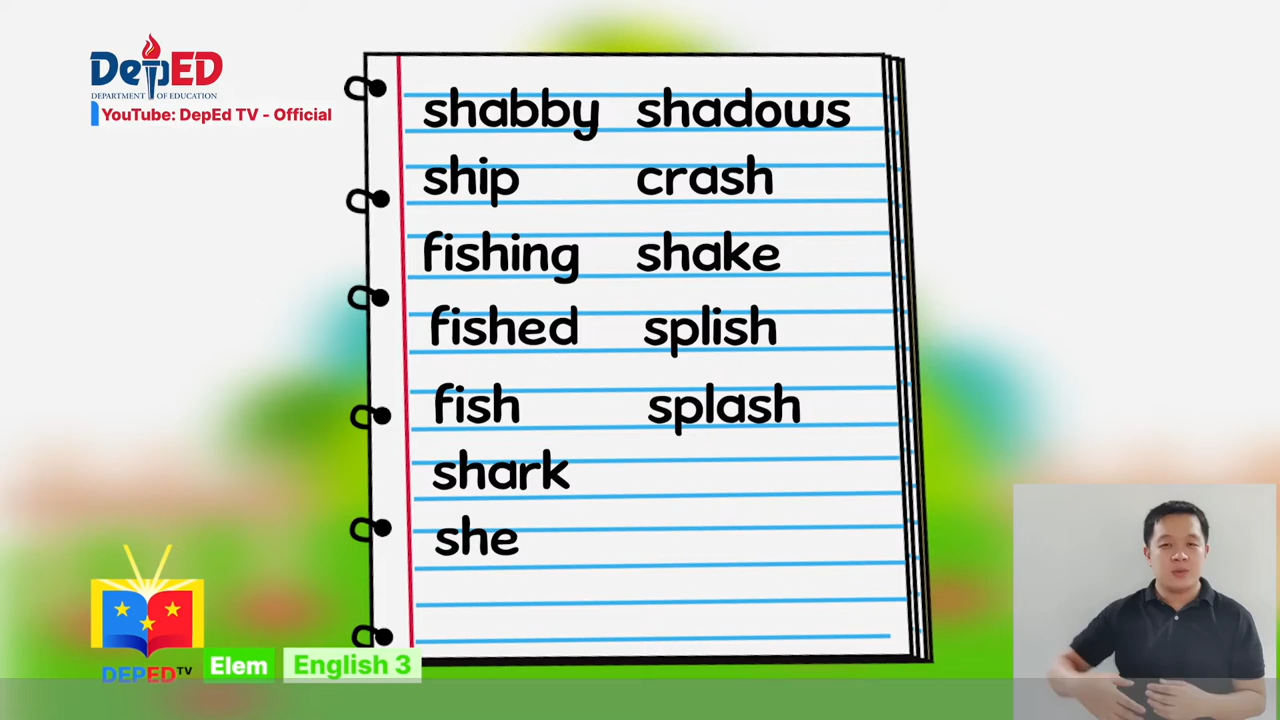 DepED
DEPARTMENT OF EDUCATION
YouTube: DepEd TV - Official
shabby shadows
ship crash
fishing shake
fished splish
fish splash
shark
she
DEPED TV
Elem English 3